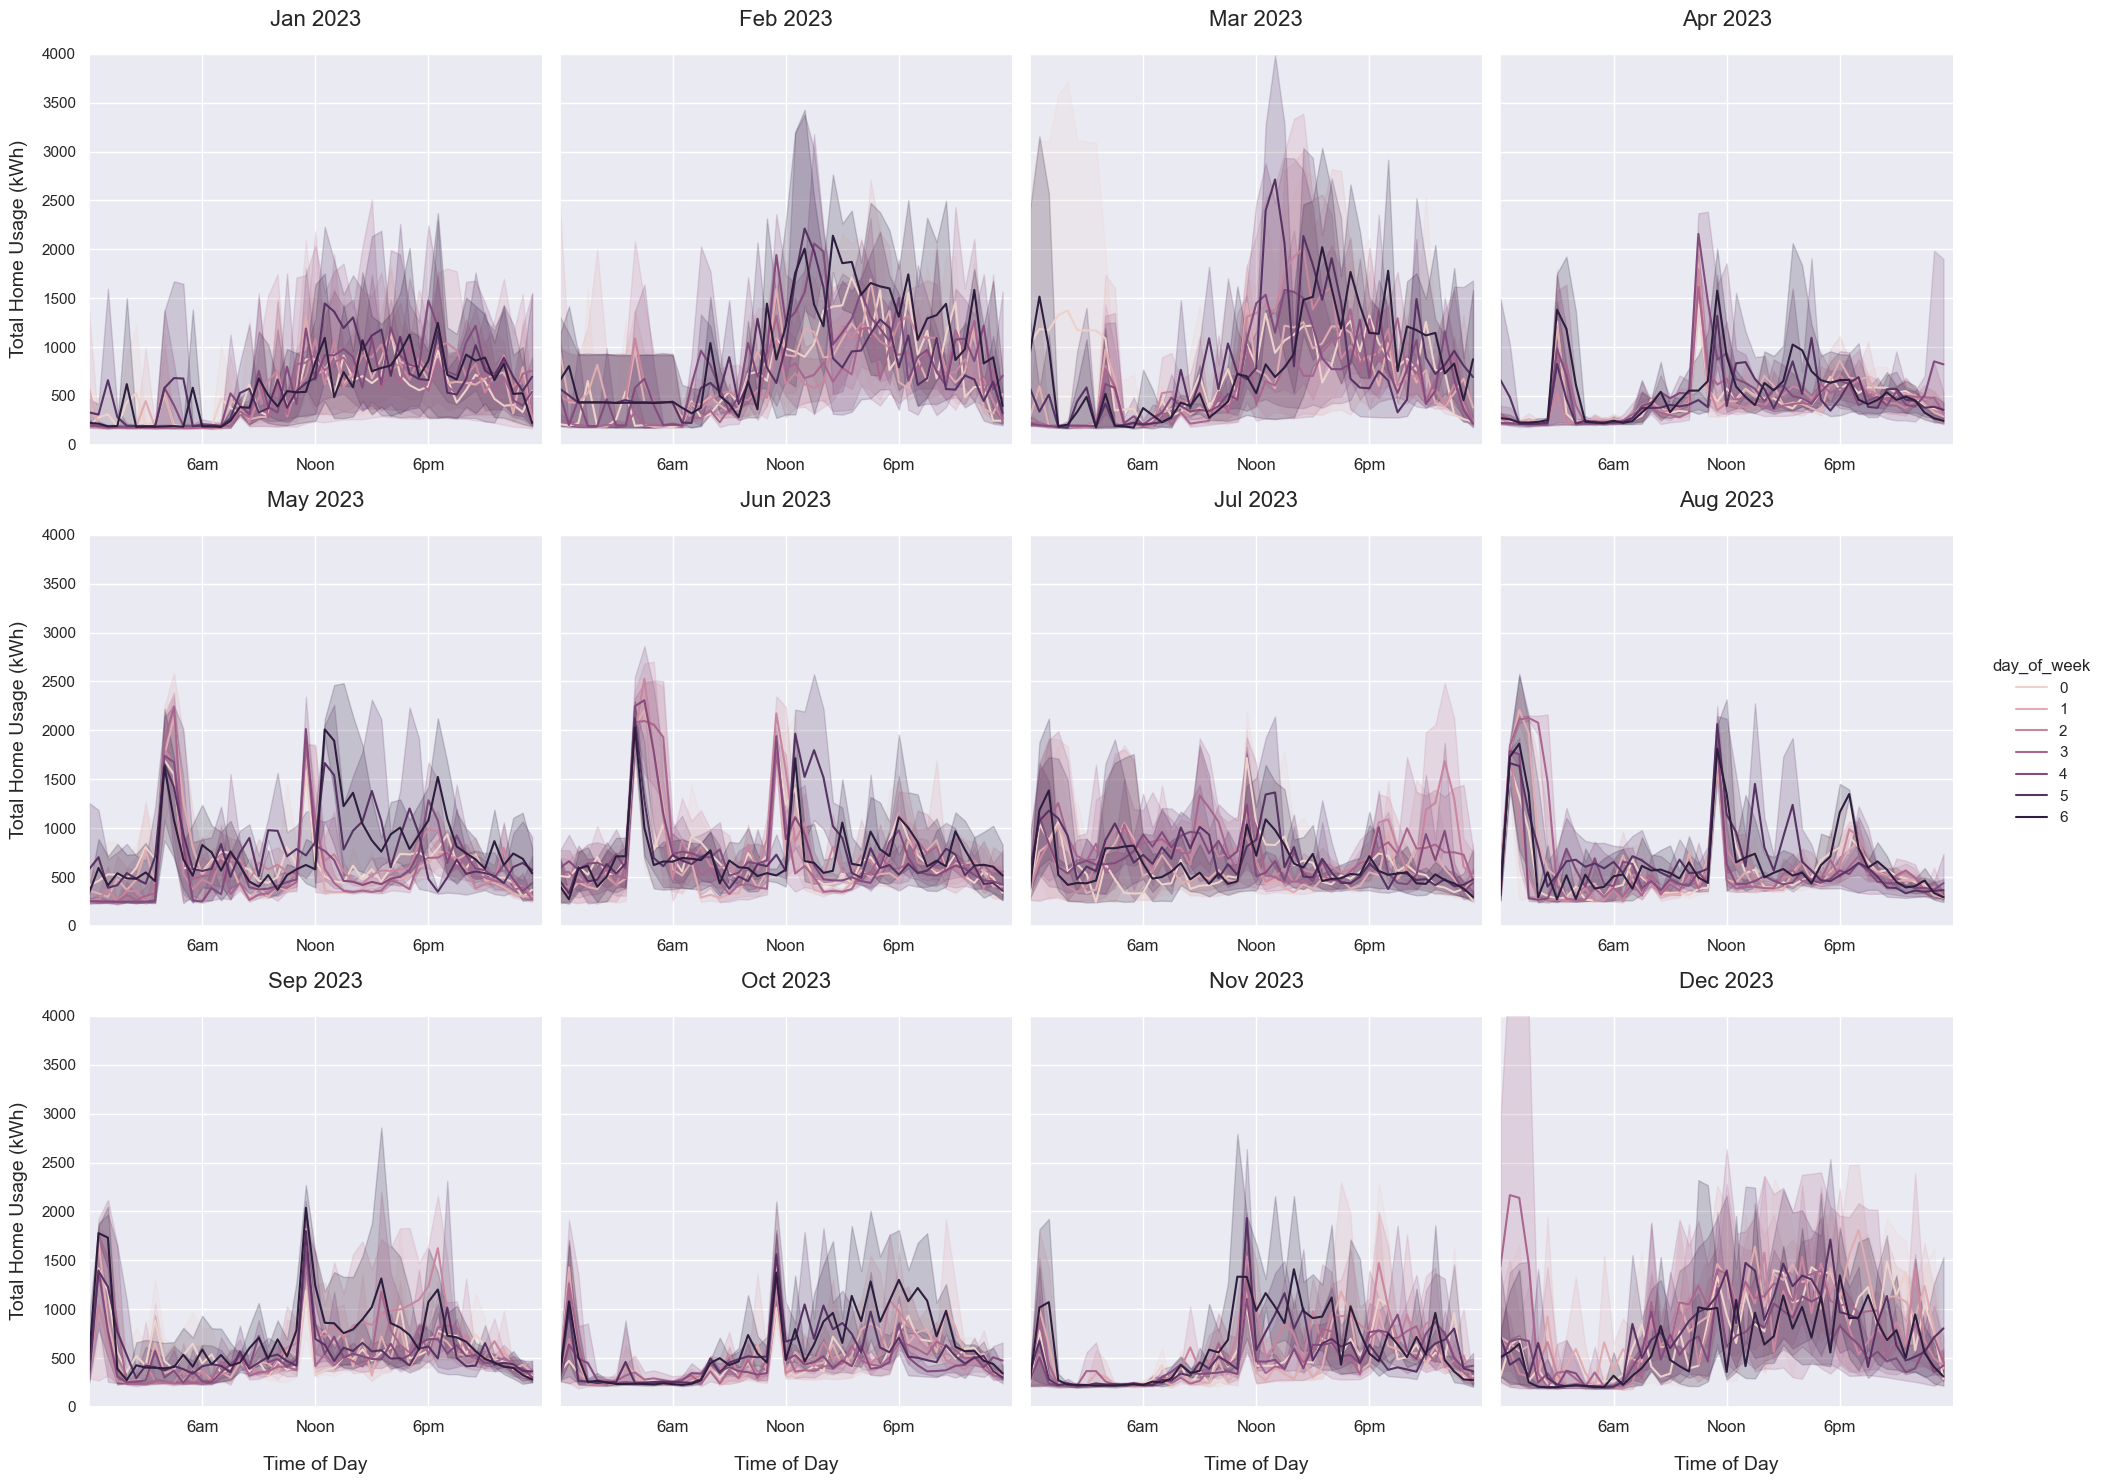 Jan 2023
Feb 2023
Mar 2023
Apr 2023
Total Home Usage (kWh)
4000
3500
3000
2500
2000
1500
1000
500
0
6am
Noon
6pm
6am
Noon
6pm
6am
Noon
6pm
6am
Noon
6pm
May 2023
Jun 2023
Jul 2023
Aug 2023
Total Home Usage (kWh)
4000
3500
3000
2500
2000
1500
1000
500
0
6am
Noon
6pm
6am
Noon
6pm
6am
Noon
6pm
6am
Noon
6pm
day_of_week
0
1
2
3
4
5
6
Sep 2023
Oct 2023
Nov 2023
Dec 2023
Total Home Usage (kWh)
4000
3500
3000
2500
2000
1500
1000
500
0
6am
Noon
6pm
6am
Noon
6pm
6am
Noon
6pm
6am
Noon
6pm
Time of Day
Time of Day
Time of Day
Time of Day